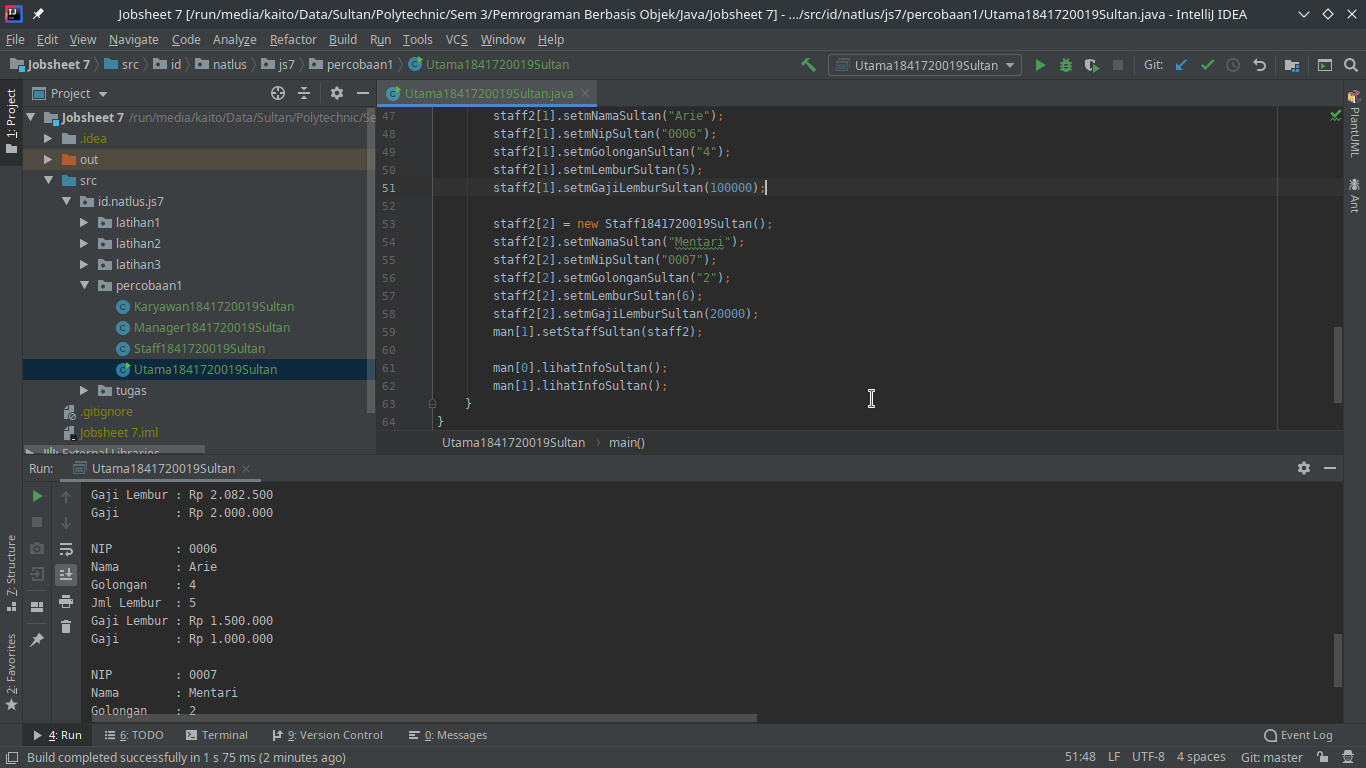 Jobsheet 7 [/run/media/kaito/Data/Sultan/Polytechnic/Sem 3/Pemrograman Berbasis Objek/Java/Jobsheet 7] - .../src/id/natlus/js7/percobaan1/Utama1841720019Sultan.java - IntelliJ IDEA
File Edit View Navigate Code Analyze Refactor Build Run Tools VCS Window Help
Jobsheet 7 src id natlus js7 percobaan1 Utama1841720019Sultan Utama1841720019Sultan Git:
1: Project
Project
Jobsheet 7 /run/media/kaito/Data/Sultan/Polytechnic/Se
.idea
out
src
id.natlus.js7
latihan1
latihan2
latihan3
percobaan1
Karyawan1841720019Sultan
Manager1841720019Sultan
Staff1841720019Sultan
Utama1841720019Sultan
tugas
.gitignore
Jobsheet 7.iml
External Libraries
Utama1841720019Sultan.java
47 staff2[1].setmNamaSultan("Arie");
48 staff2[1].setmNipSultan("0006");
49 staff2[1].setmGolonganSultan("4");
50 staff2[1].setmLemburSultan(5);
51 staff2[1].setmGajiLemburSultan(100000);
52
53 staff2[2] = new Staff1841720019Sultan();
54 staff2[2].setmNamaSultan("Mentari");
55 staff2[2].setmNipSultan("0007");
56 staff2[2].setmGolonganSultan("2");
57 staff2[2].setmLemburSultan(6);
58 staff2[2].setmGajiLemburSultan(20000);
59 man[1].setStaffSultan(staff2);
60
61 man[0].lihatInfoSultan();
62 man[1].lihatInfoSultan();
63 }
64 }
Utama1841720019Sultan main()
PlantUML
Ant
Run: Utama1841720019Sultan
Gaji Lembur : Rp 2.082.500
Gaji : Rp 2.000.000
NIP : 0006
Nama : Arie
Golongan : 4
Jml Lembur : 5
Gaji Lembur : Rp 1.500.000
Gaji : Rp 1.000.000
NIP : 0007
Nama : Mentari
Golongan : 2
7: Structure
2: Favorites
4: Run 6: TODO Terminal 9: Version Control 0: Messages Event Log
Build completed successfully in 1 s 75 ms (2 minutes ago) 51:48 LF UTF-8 4 spaces Git: master